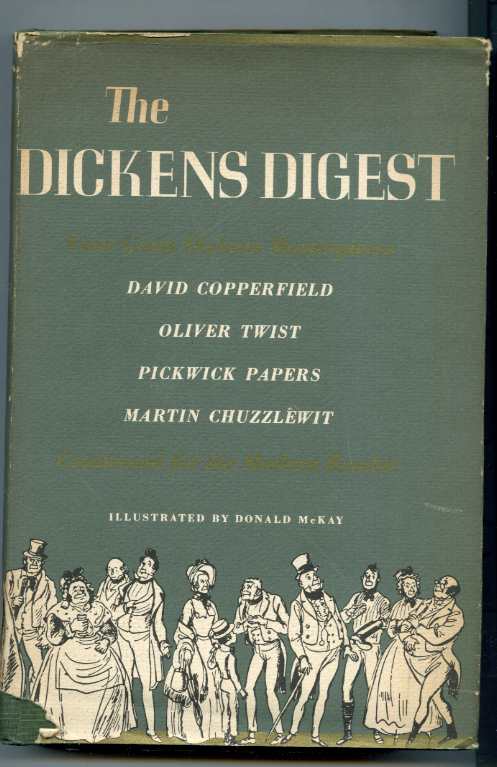 The
DICKENS DIGEST
Four Great Dickens Masterpieces
DAVID COPPERFIELD
OLIVER TWIST
PICKWICK PAPERS
MARTIN CHUZZLEWIT
Condensed for the Modern Reader
ILLUSTRATED BY DONALD McKAY